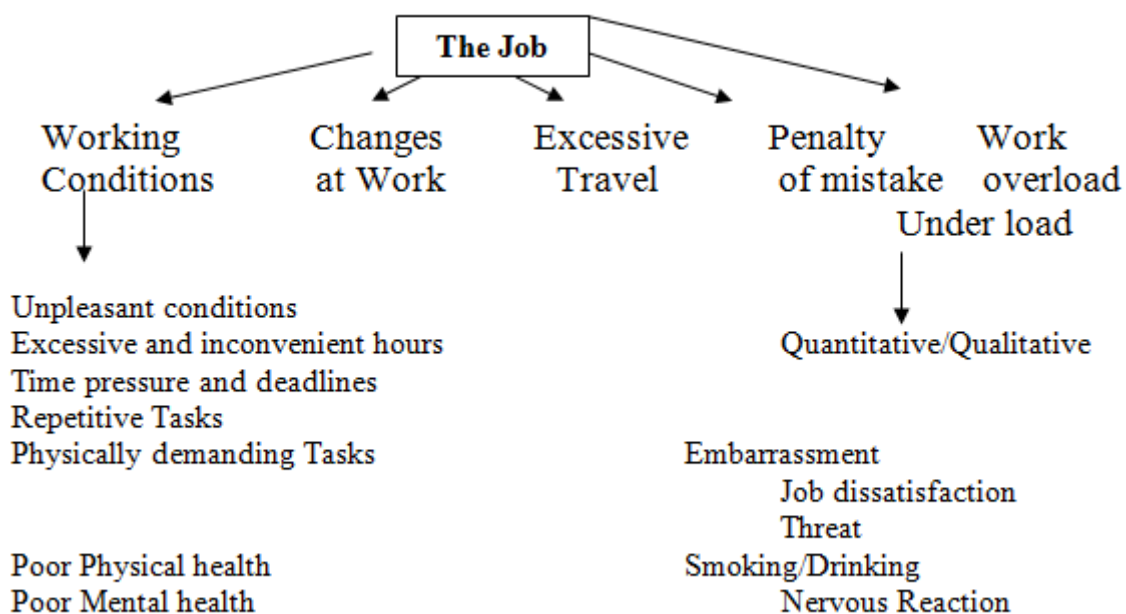 The Job
Working Changes Excessive Penalty Work
Conditions at Work Travel of mistake overload
Under load
Unpleasant conditions
Excessive and inconvenient hours Quantitative/Qualitative
Time pressure and deadlines
Repetitive Tasks
Physically demanding Tasks Embarrassment
Job dissatisfaction
Threat
Poor Physical health Smoking/Drinking
Poor Mental health Nervous Reaction